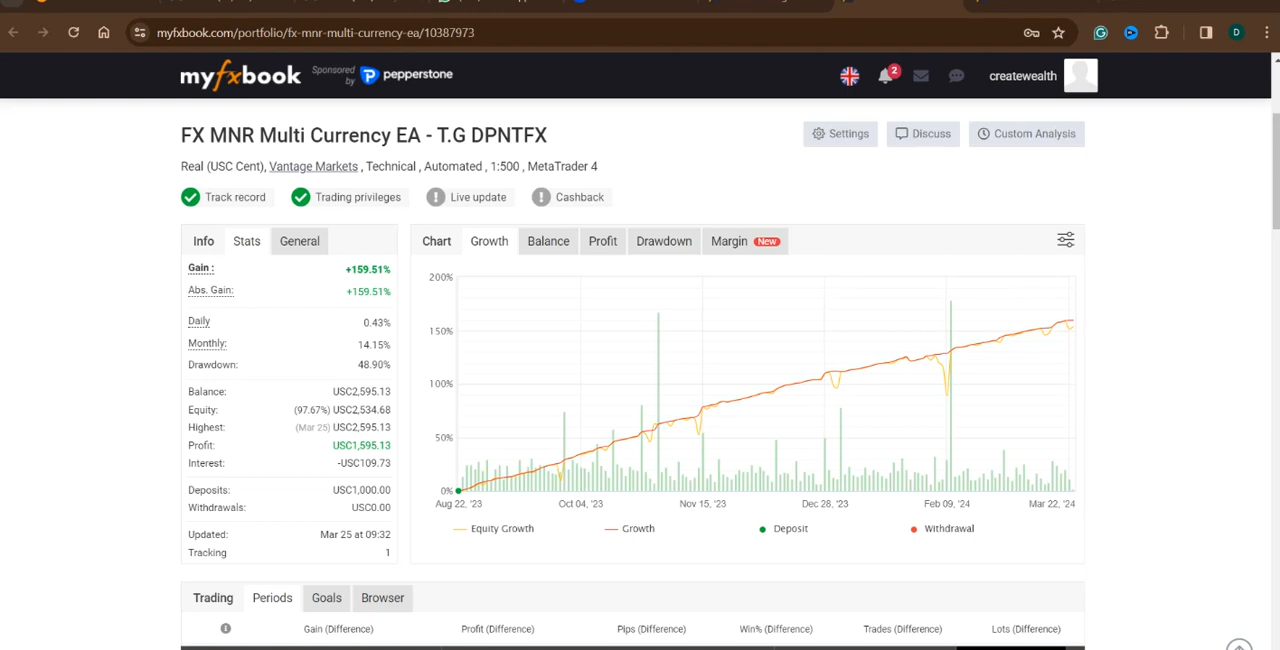 myfxbook.com/portfolio/fx-mnr-multi-currency-ea/10387973
D
myfxbook Sponsored by pepperstone
2
createwealth
FX MNR Multi Currency EA - T.G DPNTFX
Settings Discuss Custom Analysis
Real (USC Cent), Vantage Markets , Technical , Automated , 1:500 , MetaTrader 4
Track record Trading privileges Live update Cashback
Info Stats General
Gain : +159.51%
Abs. Gain: +159.51%
Daily 0.43%
Monthly: 14.15%
Drawdown: 48.90%
Balance: USC2,595.13
Equity: (97.67%) USC2,534.68
Highest: (Mar 25) USC2,595.13
Profit: USC1,595.13
Interest: -USC109.73
Deposits: USC1,000.00
Withdrawals: USC0.00
Updated: Mar 25 at 09:32
Tracking 1
Chart Growth Balance Profit Drawdown Margin New
200%
150%
100%
50%
0%
Aug 22, '23 Oct 04, '23 Nov 15, '23 Dec 28, '23 Feb 09, '24 Mar 22, '24
Equity Growth Growth Deposit Withdrawal
Trading Periods Goals Browser
Gain (Difference) Profit (Difference) Pips (Difference) Win% (Difference) Trades (Difference) Lots (Difference)